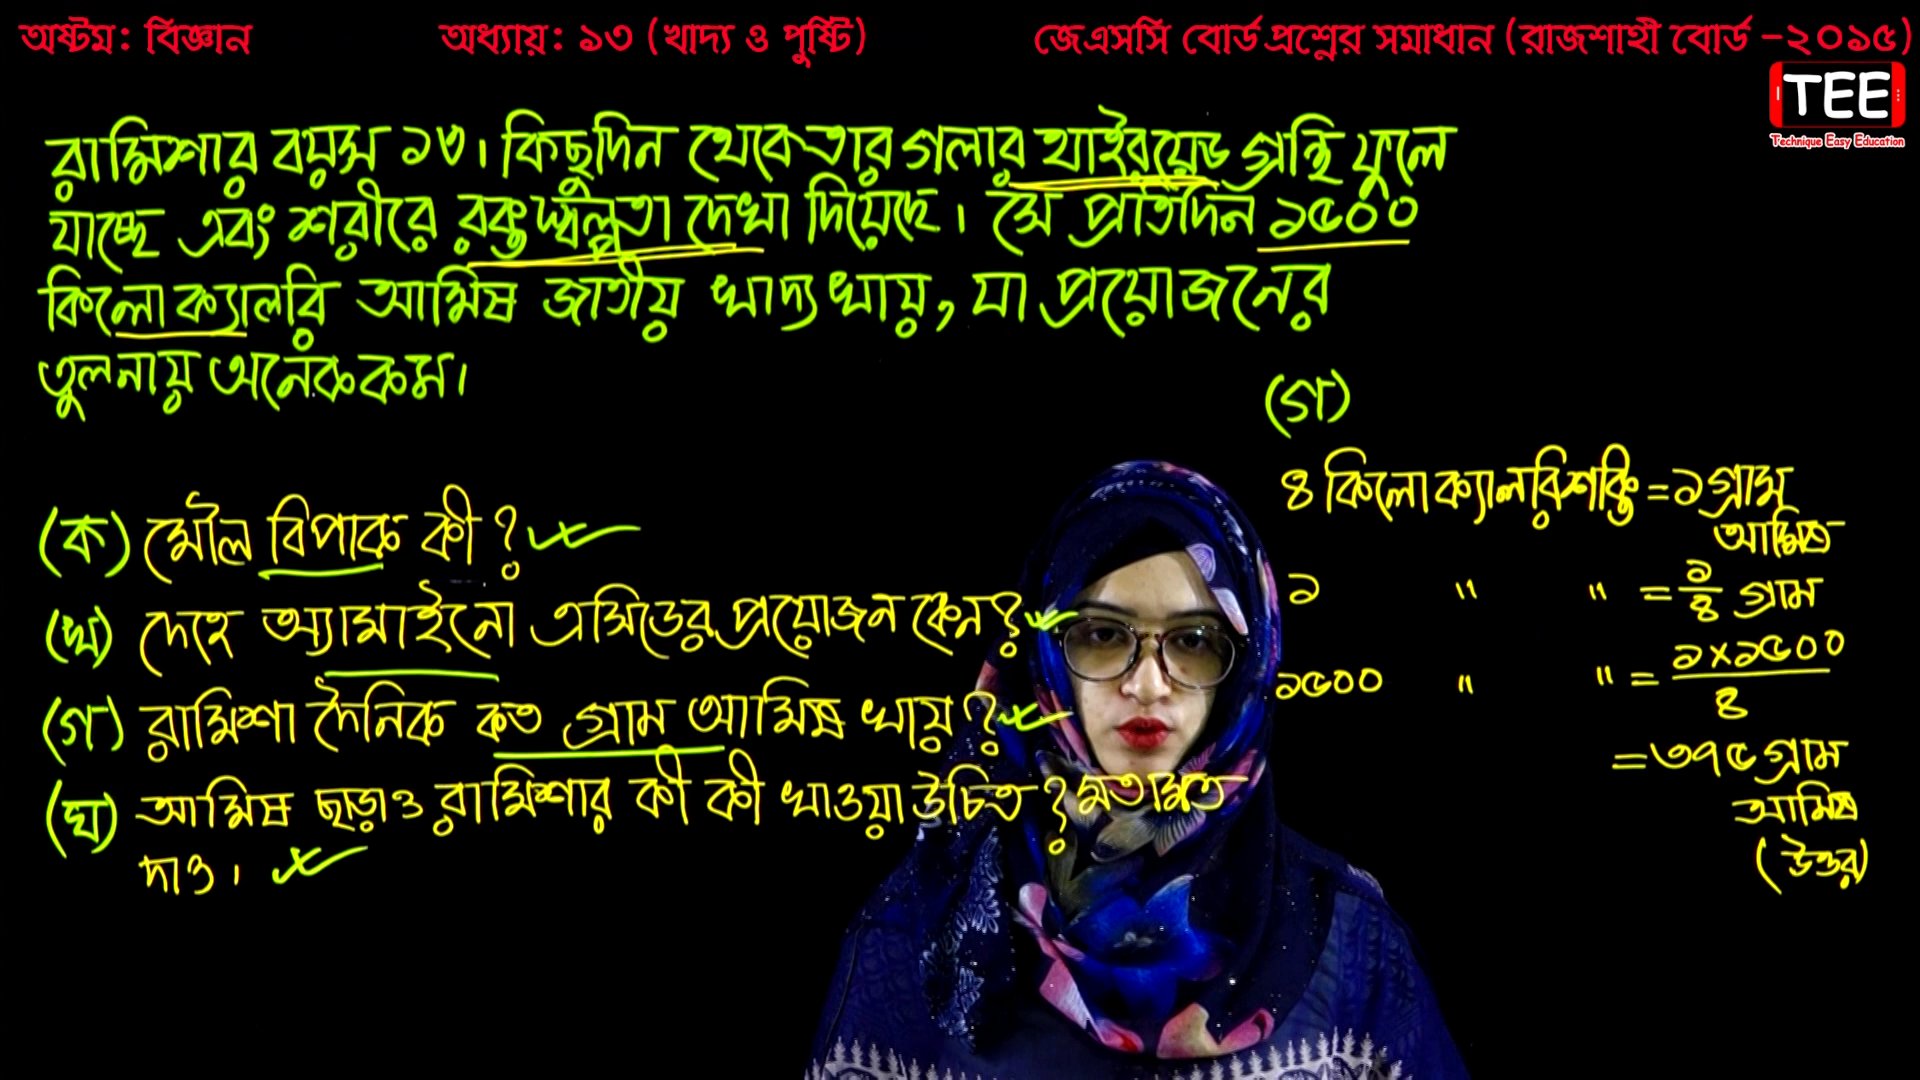 অষ্টম: বিজ্ঞান
অধ্যায়: ১৩ (খাদ্য ও পুষ্টি)
জেএসসি বোর্ড প্রশ্নের সমাধান (রাজশাহী বোর্ড -২০১৫)
TEE
Technique Easy Education
রামিশার বয়স ১৩। কিছুদিন থেকে তার গলার থাইরয়েড গ্রন্থি ফুলে
যাচ্ছে এবং শরীরে রক্তস্বল্পতা দেখা দিয়েছে। সে প্রতিদিন ১৫০০
কিলোক্যালরি আমিষ জাতীয় খাদ্য খায়, যা প্রয়োজনের
তুলনায় অনেক কম।
(ক) মৌল বিপাক কী?
(খ) দেহে অ্যামাইনো এসিডের প্রয়োজন কেন?
(গ) রামিশা দৈনিক কত গ্রাম আমিষ খায়?
(ঘ) আমিষ ছাড়াও রামিশার কী কী খাওয়া উচিত? মতামত
দাও।
(গ)
৪ কিলোক্যালরি শক্তি = ১ গ্রাম
আমিষ
১ " " = ১/৪ গ্রাম
১৫০০ " " = ১×১৫০০/৪
= ৩৭৫ গ্রাম
আমিষ
(উত্তর)